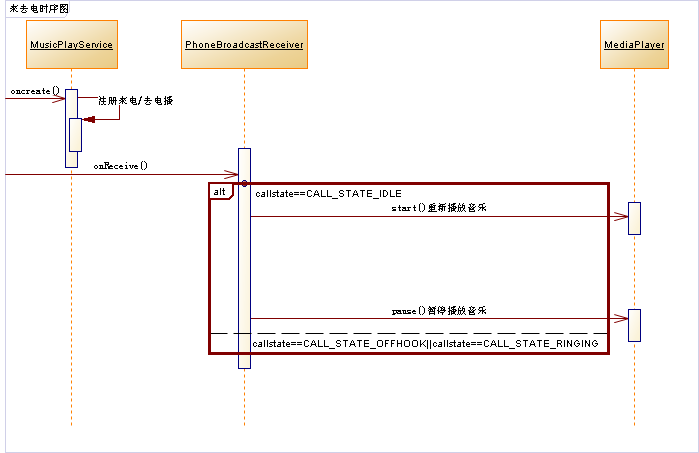 来去电时序图
MusicPlayService
PhoneBroadcastReceiver
MediaPlayer
oncreate()
注册来电/去电播
onReceive()
alt
callstate==CALL_STATE_IDLE
start()重新播放音乐
pause()暂停播放音乐
callstate==CALL_STATE_OFFHOOK||callstate==CALL_STATE_RINGING